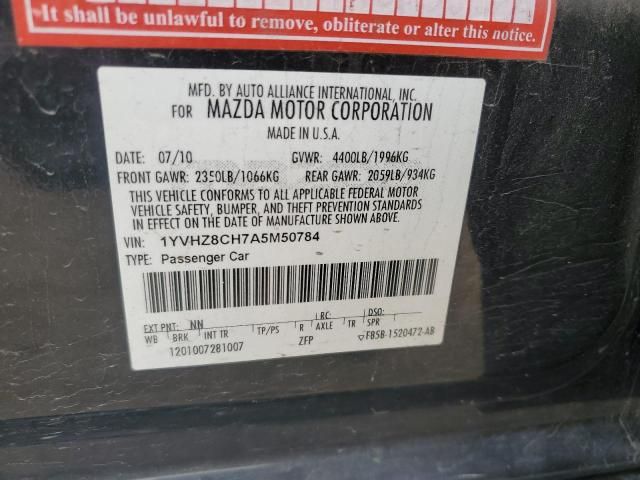 It shall be unlawful to remove, obliterate or alter this notice.
MFD. BY AUTO ALLIANCE INTERNATIONAL, INC.
FOR MAZDA MOTOR CORPORATION
MADE IN U.S.A.
DATE: 07/10 GVWR: 4400LB/1996KG
FRONT GAWR: 2350LB/1066KG REAR GAWR: 2059LB/934KG
THIS VEHICLE CONFORMS TO ALL APPLICABLE FEDERAL MOTOR
VEHICLE SAFETY, BUMPER, AND THEFT PREVENTION STANDARDS
IN EFFECT ON THE DATE OF MANUFACTURE SHOWN ABOVE.
VIN: 1YVHZ8CH7A5M50784
TYPE: Passenger Car
EXT PNT: NN RC: DSO:
WB BRK INT TR TP/PS R AXLE TR SPR
1201007281007 ZFP ▽FB5B-1520472-AB